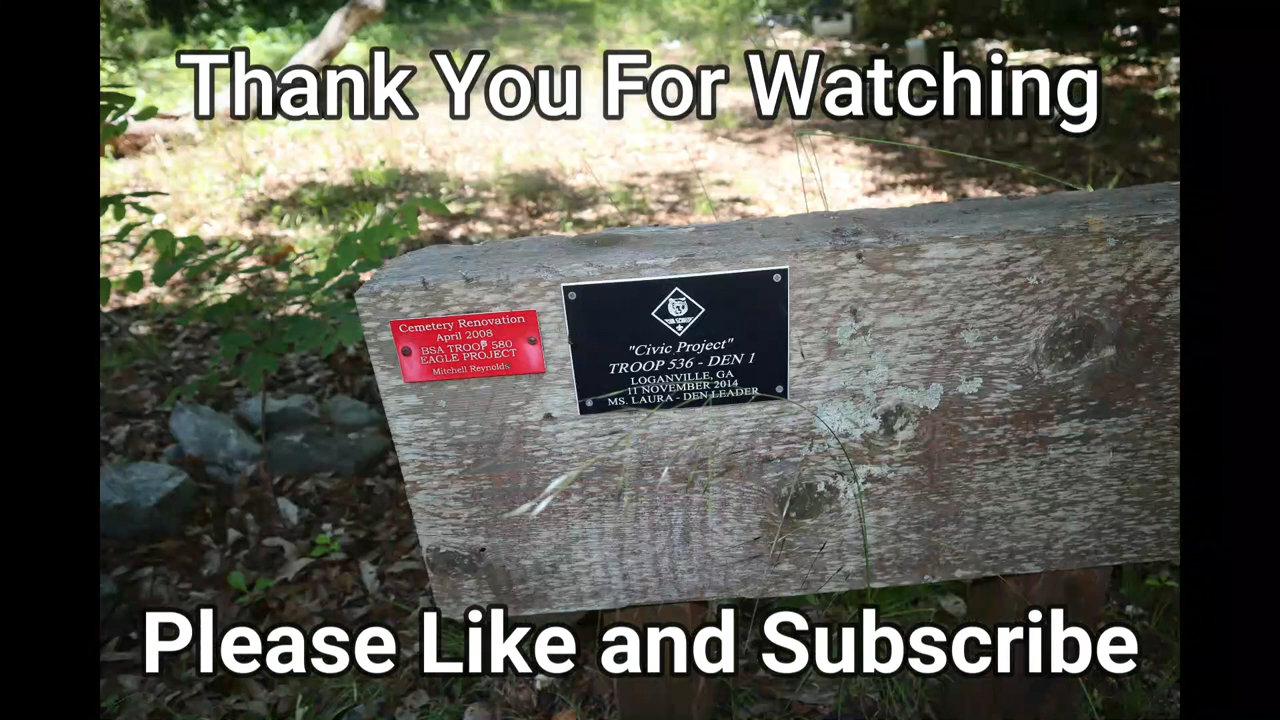 Thank You For Watching
Cemetery Renovation
April 2008
BSA TROOP 580
EAGLE PROJECT
Mitchell Reynolds
"Civic Project"
TROOP 536 - DEN 1
LOGANVILLE, GA
11 NOVEMBER 2014
MS. LAURA - DEN LEADER
Please Like and Subscribe